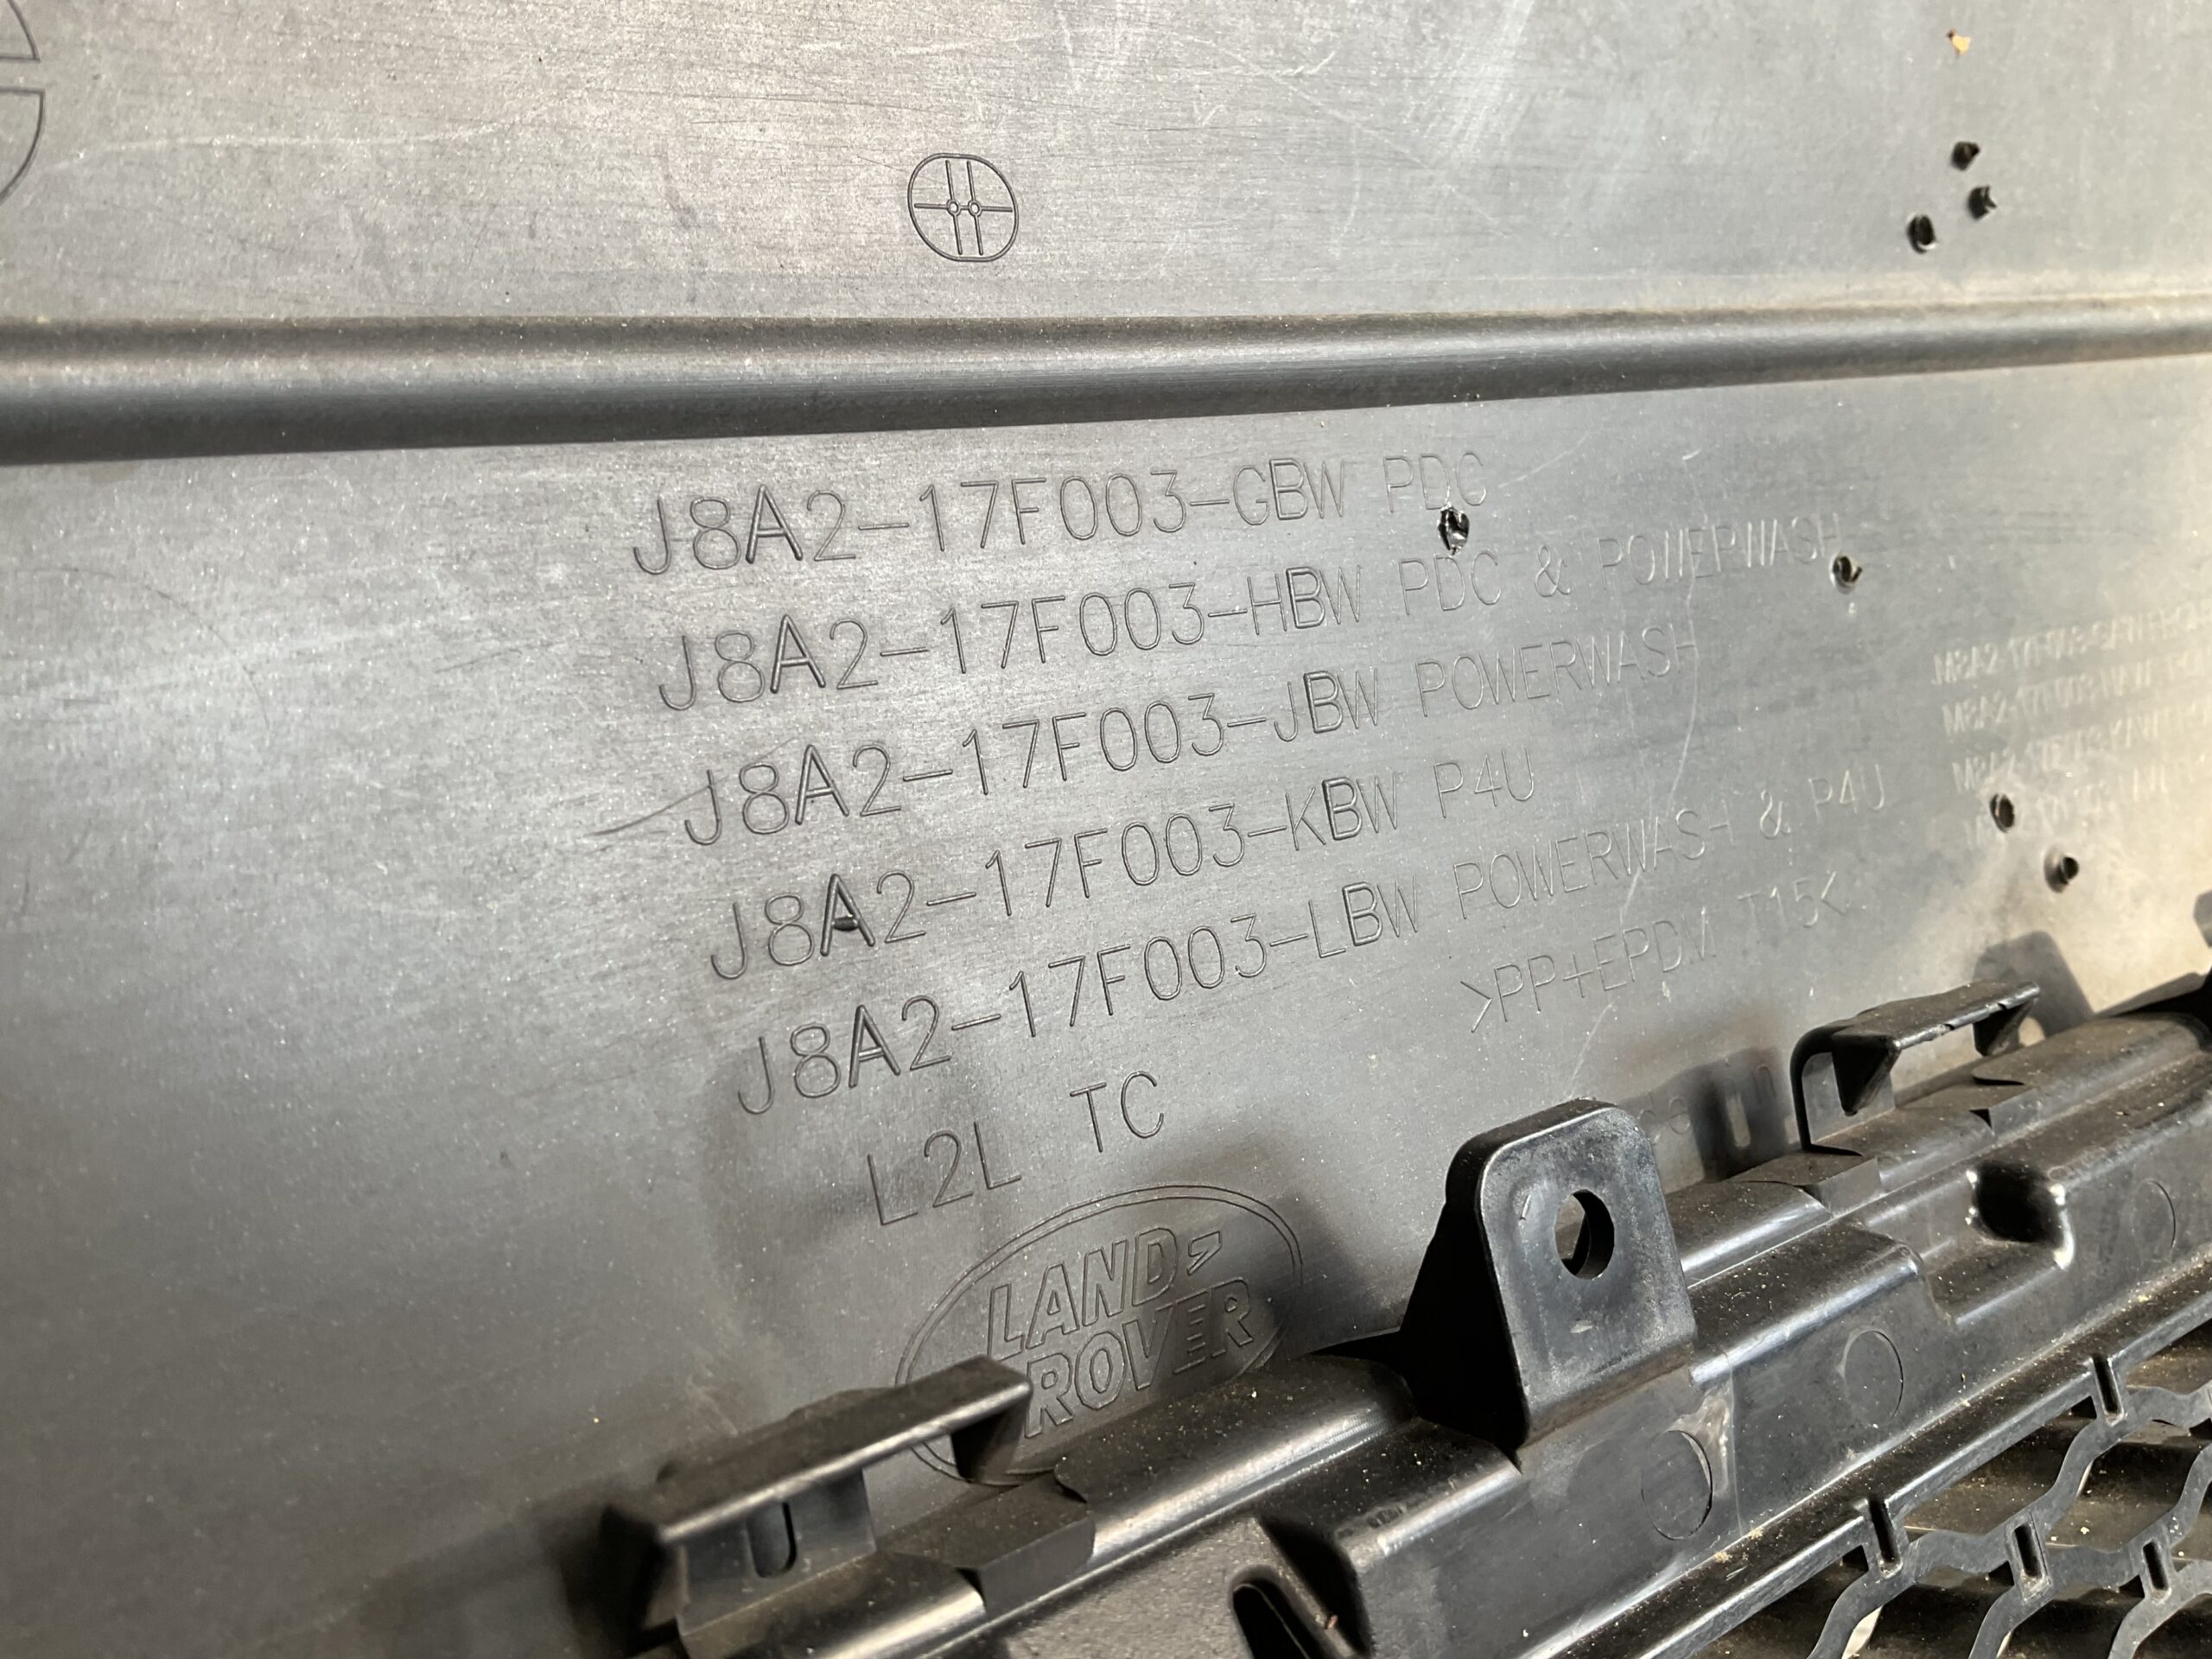 J8A2-17F003-GBW PDC
J8A2-17F003-HBW PDC & POWERWASH
J8A2-17F003-JBW POWERWASH
J8A2-17F003-KBW P4U
J8A2-17F003-LBW POWERWASH & P4U
>PP+EPDM T15<
L2L TC
LAND-
ROVER